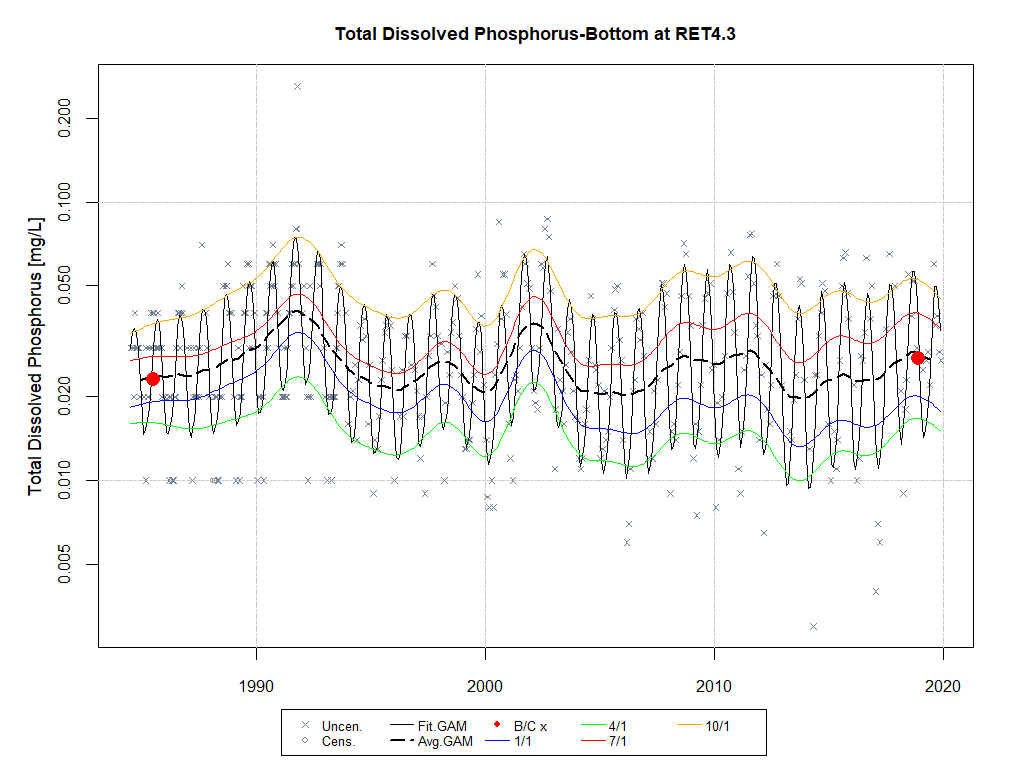 Total Dissolved Phosphorus-Bottom at RET4.3
Total Dissolved Phosphorus [mg/L]
0.200
0.100
0.050
0.020
0.010
0.005
1990 2000 2010 2020
Uncen. Fit.GAM B/C x 4/1 10/1
Cens. Avg.GAM 1/1 7/1